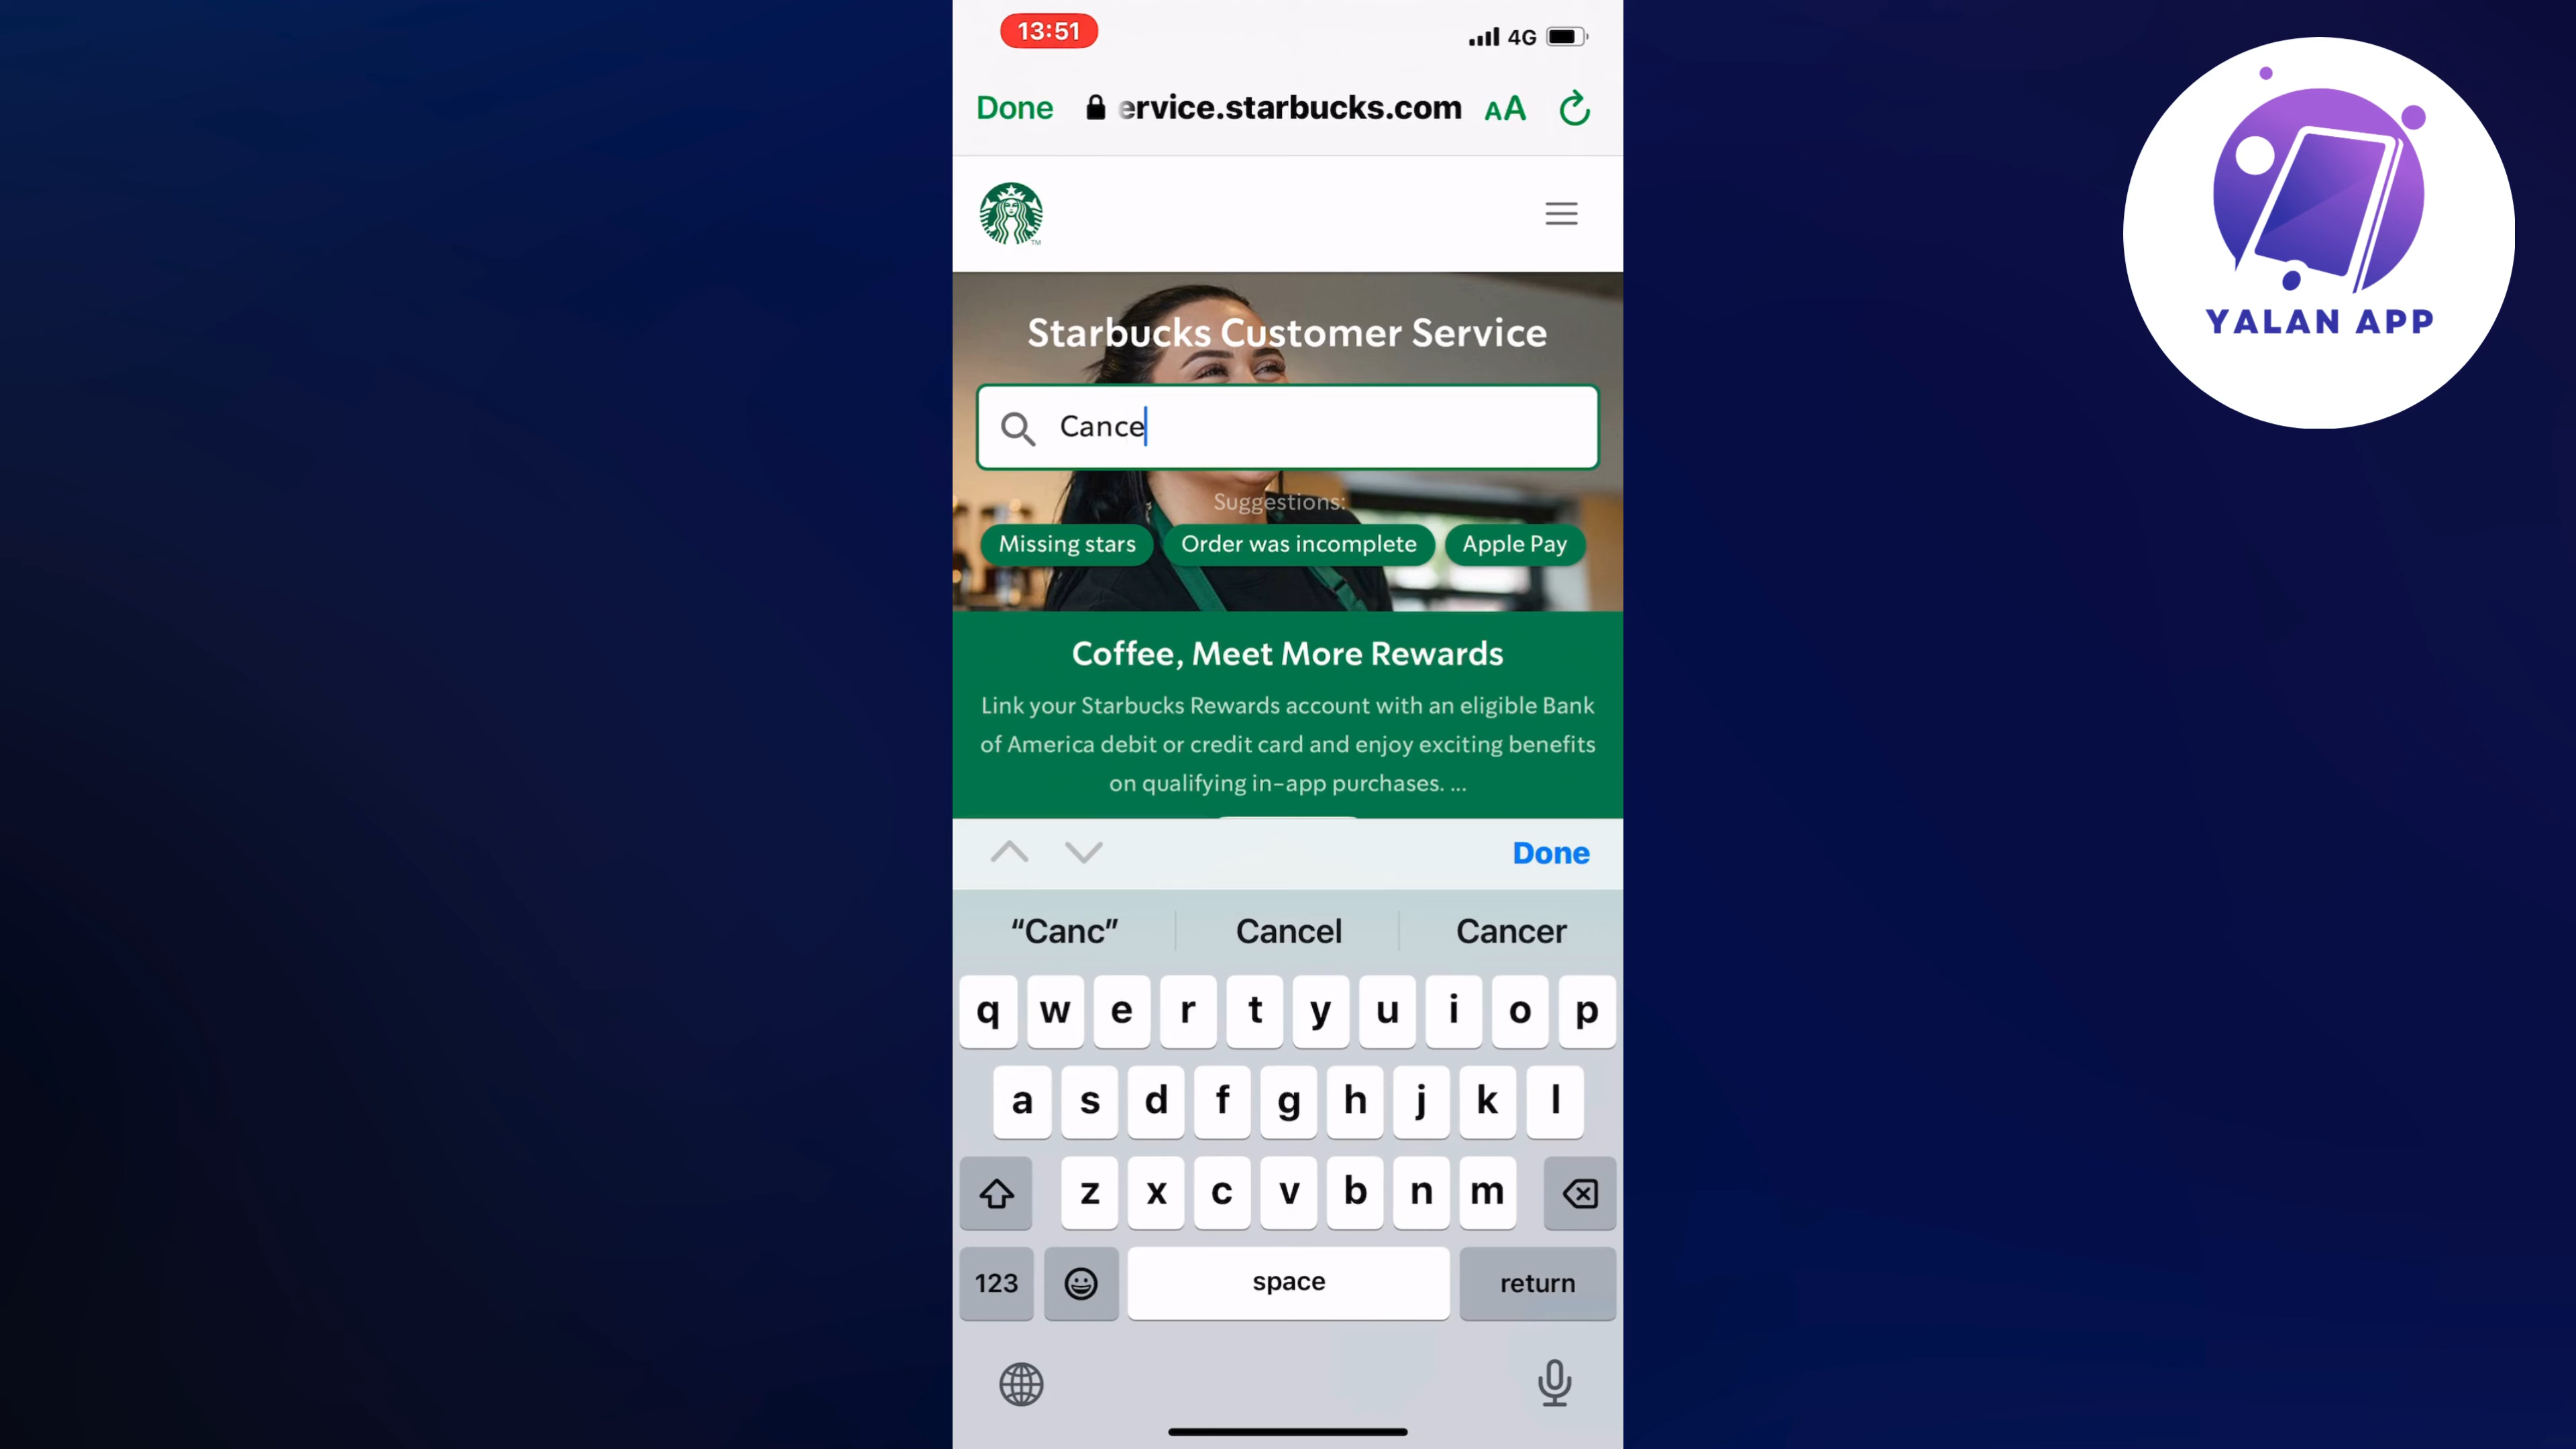 13:51
4G
Done
ervice.starbucks.com
AA
TM
YALAN APP
Starbucks Customer Service
Cance
Suggestions:
Missing stars
Order was incomplete
Apple Pay
Coffee, Meet More Rewards
Link your Starbucks Rewards account with an eligible Bank
of America debit or credit card and enjoy exciting benefits
on qualifying in-app purchases. ...
Done
“Canc”
Cancel
Cancer
q w e r t y u i o p
a s d f g h j k l
z x c v b n m
123
space
return